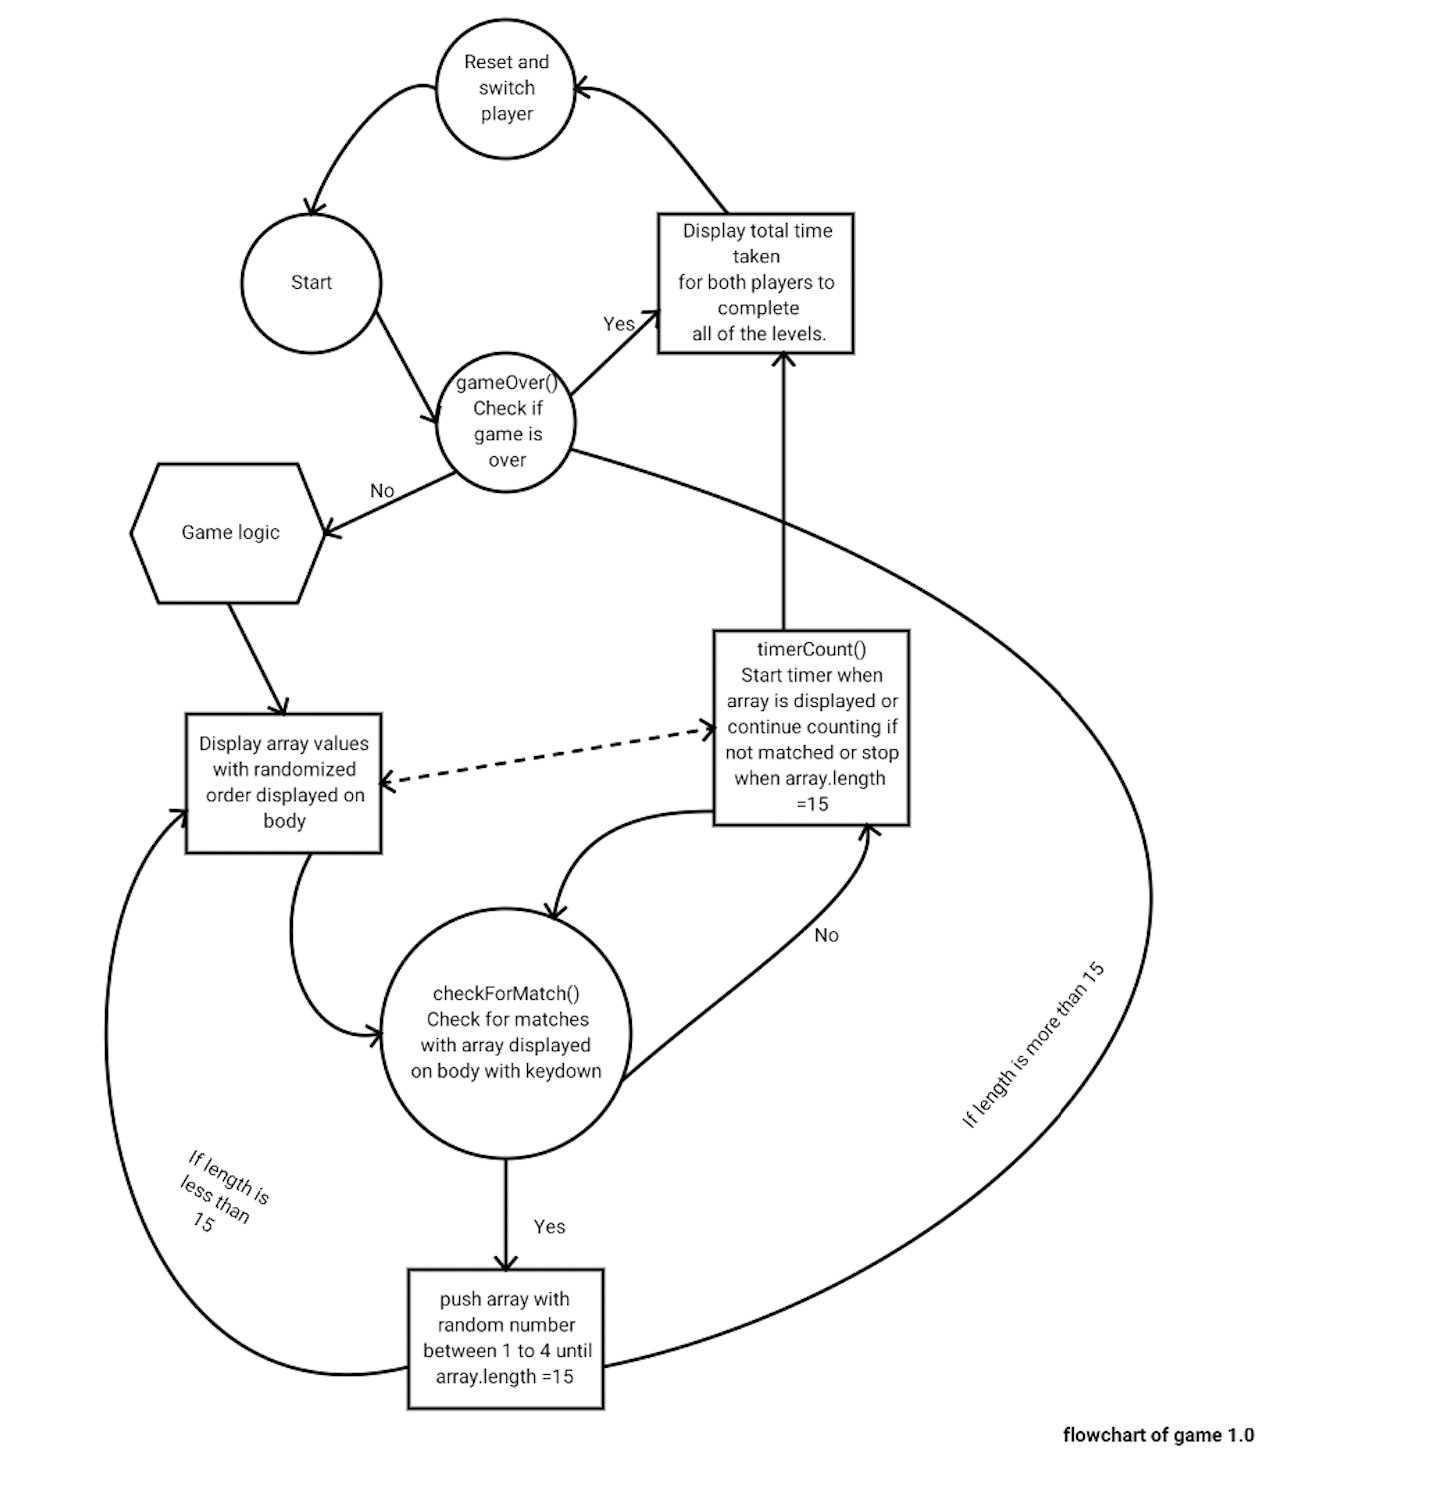 Reset and
switch
player
Start
Display total time
taken
for both players to
complete
all of the levels.
Yes
gameOver()
Check if
game is
over
No
Game logic
timerCount()
Start timer when
array is displayed or
continue counting if
not matched or stop
when array.length
=15
Display array values
with randomized
order displayed on
body
No
checkForMatch()
Check for matches
with array displayed
on body with keydown
If length is more than 15
If length is
less than
15
Yes
push array with
random number
between 1 to 4 until
array.length =15
flowchart of game 1.0